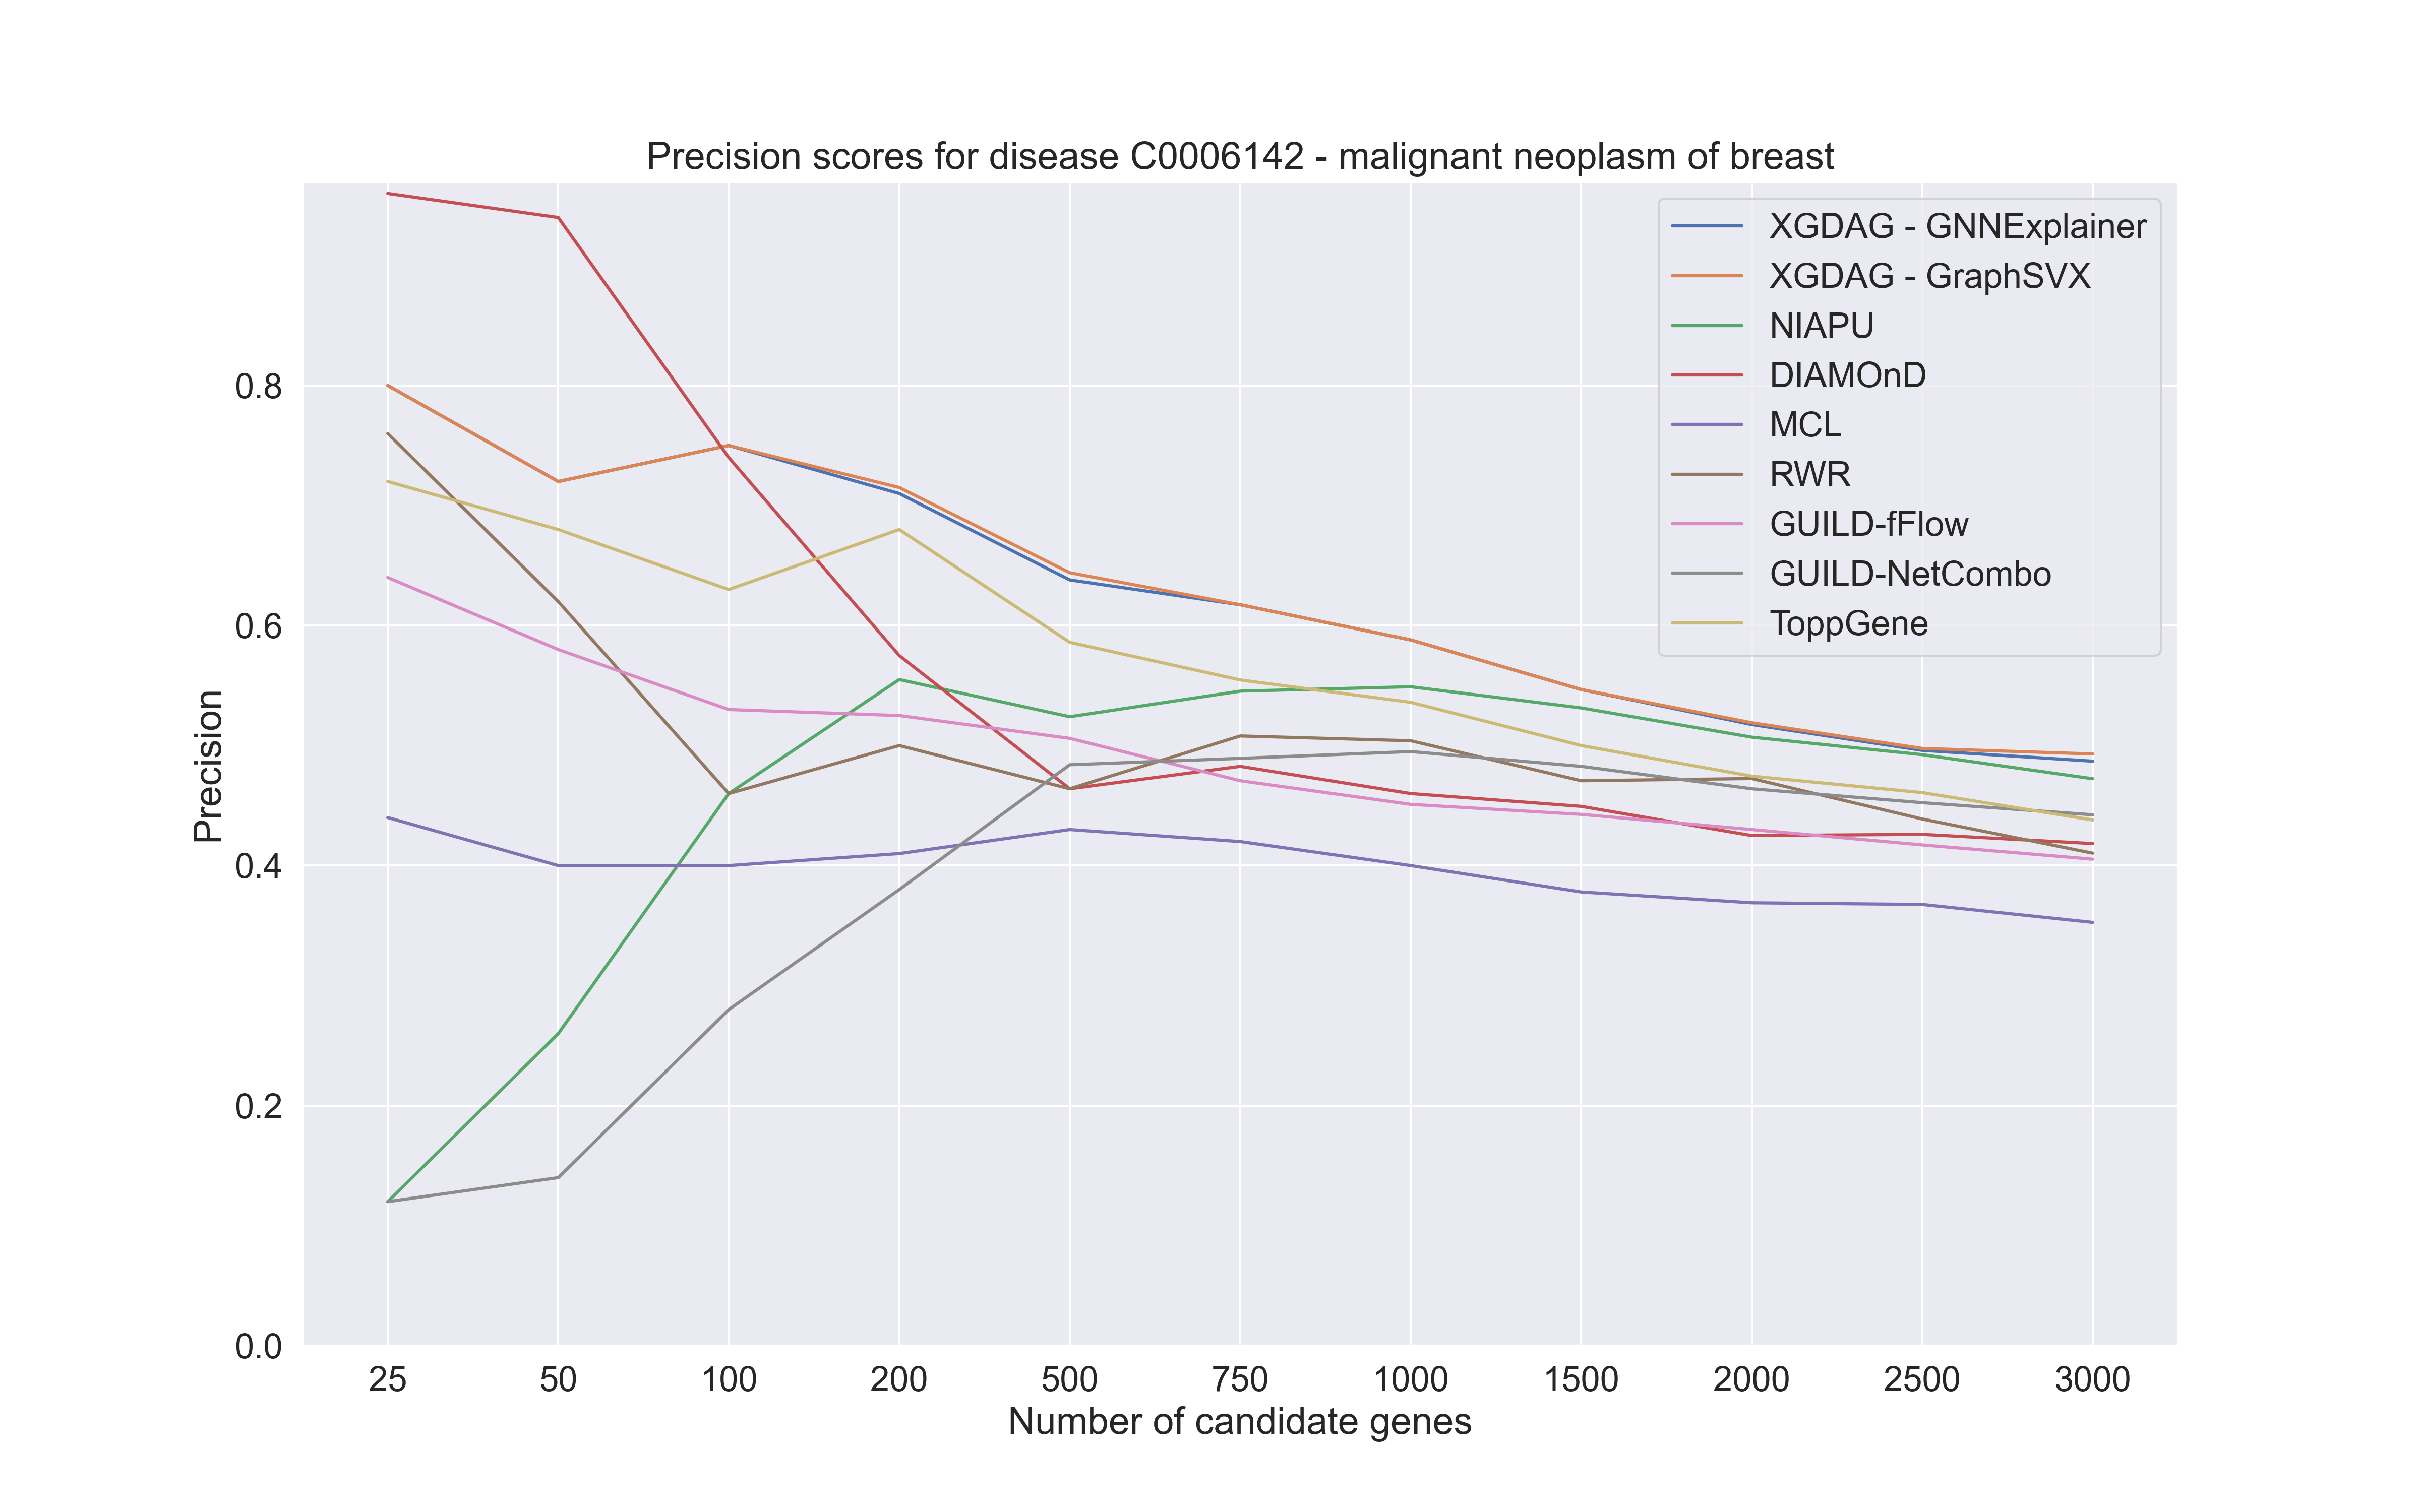 Precision scores for disease C0006142 - malignant neoplasm of breast
XGDAG - GNNExplainer
XGDAG - GraphSVX
NIAPU
DIAMOnD
MCL
RWR
GUILD-fFlow
GUILD-NetCombo
ToppGene
Precision
0.8
0.6
0.4
0.2
0.0
25 50 100 200 500 750 1000 1500 2000 2500 3000
Number of candidate genes